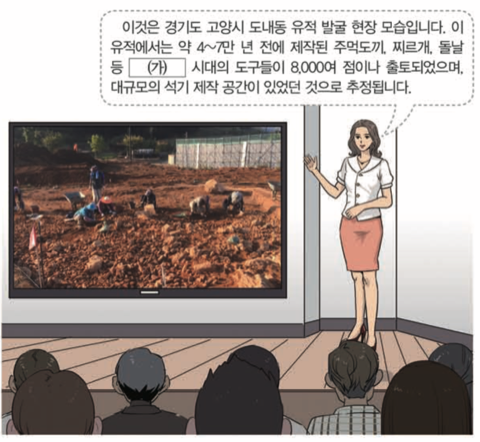 이것은 경기도 고양시 도내동 유적 발굴 현장 모습입니다. 이
유적에서는 약 4~7만 년 전에 제작된 주먹도끼, 찌르개, 돌날
등 (가) 시대의 도구들이 8,000여 점이나 출토되었으며,
대규모의 석기 제작 공간이 있었던 것으로 추정됩니다.